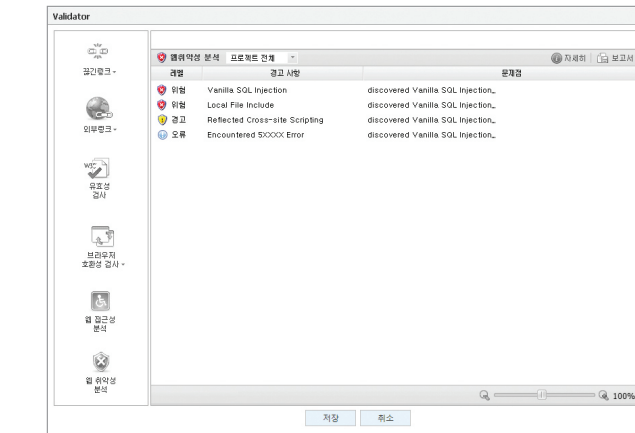 Validator
끊긴링크
외부링크
W3C
유효성
검사
브라우저
호환성 검사
웹 접근성
분석
웹 취약성
분석
웹취약성 분석 프로젝트 전체
자세히 보고서
레벨 경고 사항 문제점
위험 Vanilla SQL Injection discovered Vanilla SQL Injection...
위험 Local File Include discovered Vanilla SQL Injection...
경고 Reflected Cross-site Scripting discovered Vanilla SQL Injection...
오류 Encountered 5XXXX Error discovered Vanilla SQL Injection...
100%
저장 취소